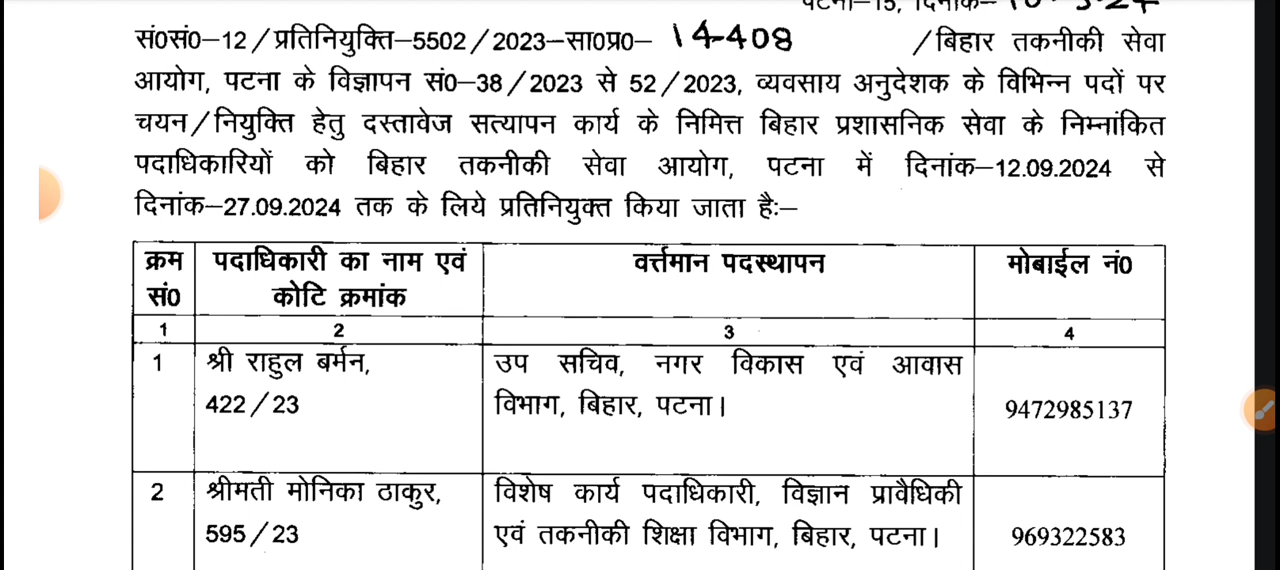 पटना–15, दिनांक–
सं0सं0–12/प्रतिनियुक्ति–5502/2023–सा0प्र0– 14408 /बिहार तकनीकी सेवा
आयोग, पटना के विज्ञापन सं0–38/2023 से 52/2023, व्यवसाय अनुदेशक के विभिन्न पदों पर
चयन/नियुक्ति हेतु दस्तावेज सत्यापन कार्य के निमित्त बिहार प्रशासनिक सेवा के निम्नांकित
पदाधिकारियों को बिहार तकनीकी सेवा आयोग, पटना में दिनांक–12.09.2024 से
दिनांक–27.09.2024 तक के लिये प्रतिनियुक्त किया जाता हैः–
क्रम सं0 पदाधिकारी का नाम एवं कोटि क्रमांक वर्त्तमान पदस्थापन मोबाईल नं0
1 2 3 4
1 श्री राहुल बर्मन, उप सचिव, नगर विकास एवं आवास
422/23 विभाग, बिहार, पटना। 9472985137
2 श्रीमती मोनिका ठाकुर, विशेष कार्य पदाधिकारी, विज्ञान प्रावैधिकी
595/23 एवं तकनीकी शिक्षा विभाग, बिहार, पटना। 969322583